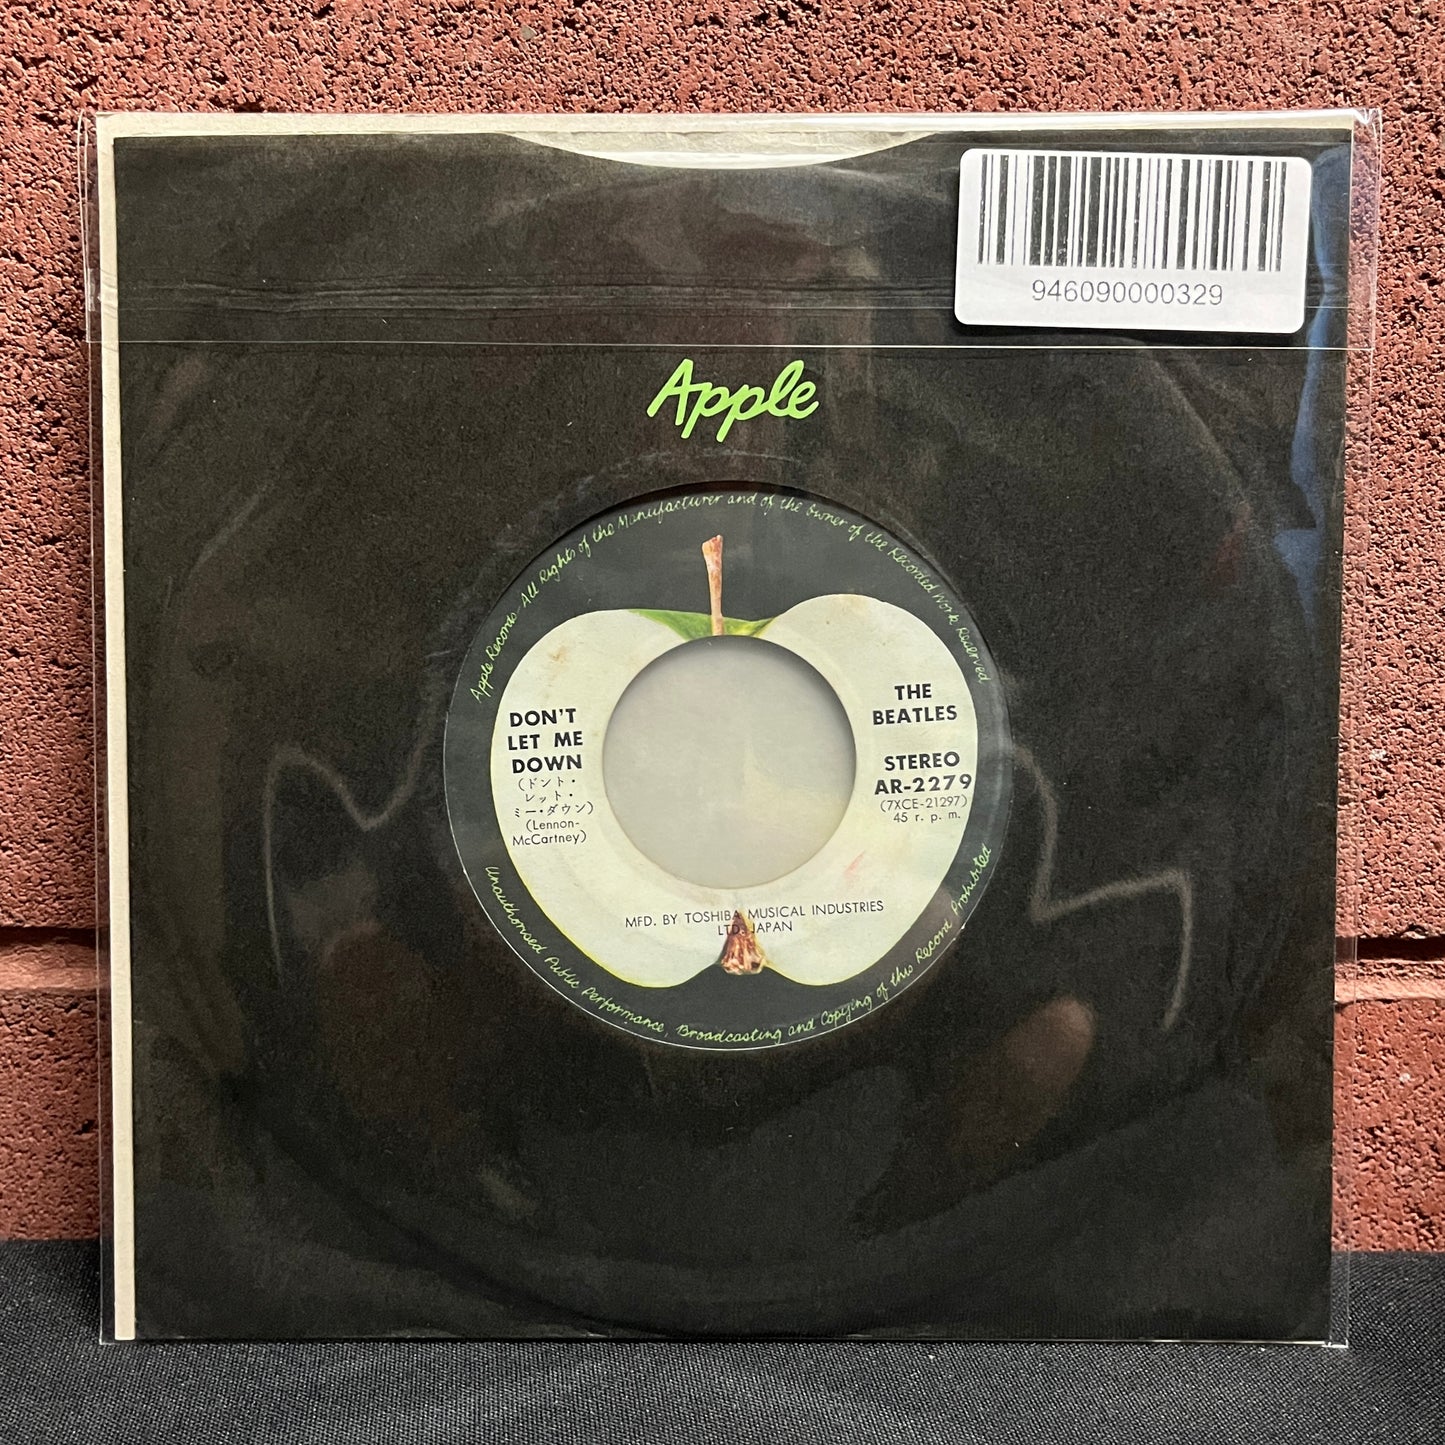 946090000329
Apple
Apple Records-All Rights of the Manufacturer and of the Owner of the Recorded Work Reserved
DON'T
LET ME
DOWN
(ドント・
レット・
ミー・ダウン)
(Lennon-
McCartney)
THE
BEATLES
STEREO
AR-2279
(7XCE-21297)
45 r. p. m.
MFD. BY TOSHIBA MUSICAL INDUSTRIES
LTD. JAPAN
Unauthorised Public Performance, Broadcasting and Copying of this Record Prohibited